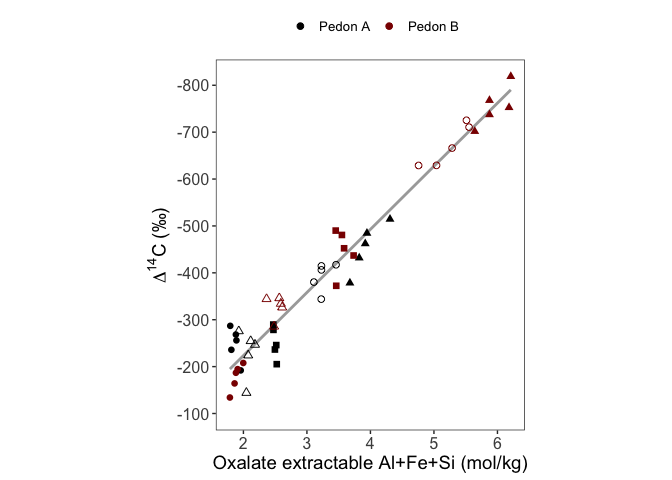 Pedon A Pedon B
-800
-700
-600
-500
-400
-300
-200
-100
Δ¹⁴C (‰)
2 3 4 5 6
Oxalate extractable Al+Fe+Si (mol/kg)